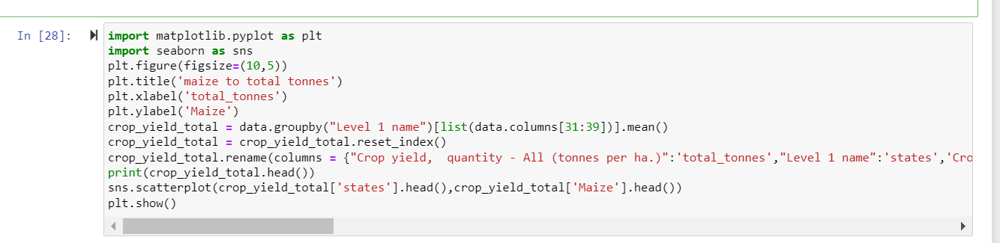 In [28]:
import matplotlib.pyplot as plt
import seaborn as sns
plt.figure(figsize=(10,5))
plt.title('maize to total tonnes')
plt.xlabel('total_tonnes')
plt.ylabel('Maize')
crop_yield_total = data.groupby("Level 1 name")[list(data.columns[31:39])].mean()
crop_yield_total = crop_yield_total.reset_index()
crop_yield_total.rename(columns = {"Crop yield,  quantity - All (tonnes per ha.)":'total_tonnes',"Level 1 name":'states','Cro
print(crop_yield_total.head())
sns.scatterplot(crop_yield_total['states'].head(),crop_yield_total['Maize'].head())
plt.show()